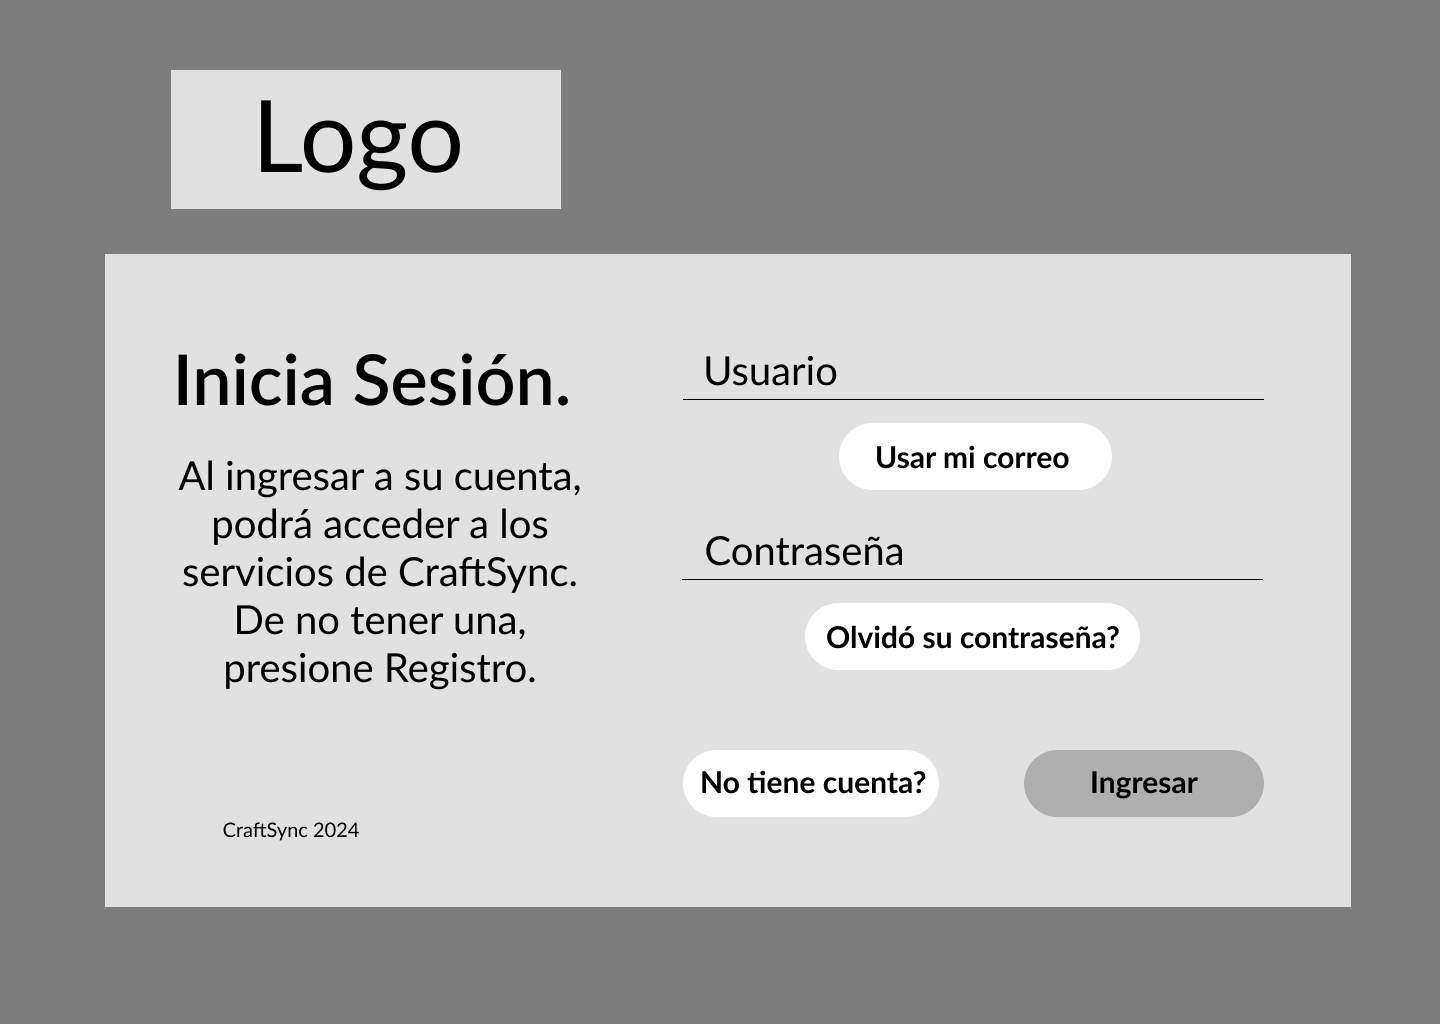 Logo
Inicia Sesión.
Al ingresar a su cuenta,
podrá acceder a los
servicios de CraftSync.
De no tener una,
presione Registro.
CraftSync 2024
Usuario
Usar mi correo
Contraseña
Olvidó su contraseña?
No tiene cuenta?
Ingresar